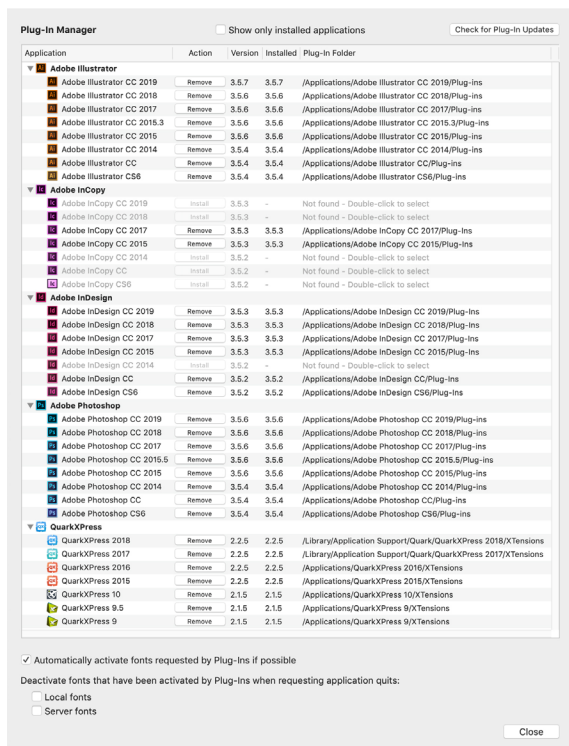 Plug-In Manager Show only installed applications Check for Plug-In Updates
Application Action Version Installed Plug-In Folder
Adobe Illustrator
Adobe Illustrator CC 2019 Remove 3.5.7 3.5.7 /Applications/Adobe Illustrator CC 2019/Plug-ins
Adobe Illustrator CC 2018 Remove 3.5.6 3.5.6 /Applications/Adobe Illustrator CC 2018/Plug-ins
Adobe Illustrator CC 2017 Remove 3.5.6 3.5.6 /Applications/Adobe Illustrator CC 2017/Plug-ins
Adobe Illustrator CC 2015.3 Remove 3.5.6 3.5.6 /Applications/Adobe Illustrator CC 2015.3/Plug-ins
Adobe Illustrator CC 2015 Remove 3.5.6 3.5.6 /Applications/Adobe Illustrator CC 2015/Plug-ins
Adobe Illustrator CC 2014 Remove 3.5.4 3.5.4 /Applications/Adobe Illustrator CC 2014/Plug-ins
Adobe Illustrator CC Remove 3.5.4 3.5.4 /Applications/Adobe Illustrator CC/Plug-ins
Adobe Illustrator CS6 Remove 3.5.4 3.5.4 /Applications/Adobe Illustrator CS6/Plug-ins
Adobe InCopy
Adobe InCopy CC 2019 Install 3.5.3 - Not found - Double-click to select
Adobe InCopy CC 2018 Install 3.5.3 - Not found - Double-click to select
Adobe InCopy CC 2017 Remove 3.5.3 3.5.3 /Applications/Adobe InCopy CC 2017/Plug-Ins
Adobe InCopy CC 2015 Remove 3.5.3 3.5.3 /Applications/Adobe InCopy CC 2015/Plug-Ins
Adobe InCopy CC 2014 Install 3.5.2 - Not found - Double-click to select
Adobe InCopy CC Install 3.5.2 - Not found - Double-click to select
Adobe InCopy CS6 Install 3.5.2 - Not found - Double-click to select
Adobe InDesign
Adobe InDesign CC 2019 Remove 3.5.3 3.5.3 /Applications/Adobe InDesign CC 2019/Plug-Ins
Adobe InDesign CC 2018 Remove 3.5.3 3.5.3 /Applications/Adobe InDesign CC 2018/Plug-Ins
Adobe InDesign CC 2017 Remove 3.5.3 3.5.3 /Applications/Adobe InDesign CC 2017/Plug-Ins
Adobe InDesign CC 2015 Remove 3.5.3 3.5.3 /Applications/Adobe InDesign CC 2015/Plug-Ins
Adobe InDesign CC 2014 Install 3.5.2 - Not found - Double-click to select
Adobe InDesign CC Remove 3.5.2 3.5.2 /Applications/Adobe InDesign CC/Plug-Ins
Adobe InDesign CS6 Remove 3.5.2 3.5.2 /Applications/Adobe InDesign CS6/Plug-Ins
Adobe Photoshop
Adobe Photoshop CC 2019 Remove 3.5.6 3.5.6 /Applications/Adobe Photoshop CC 2019/Plug-ins
Adobe Photoshop CC 2018 Remove 3.5.6 3.5.6 /Applications/Adobe Photoshop CC 2018/Plug-ins
Adobe Photoshop CC 2017 Remove 3.5.6 3.5.6 /Applications/Adobe Photoshop CC 2017/Plug-ins
Adobe Photoshop CC 2015.5 Remove 3.5.6 3.5.6 /Applications/Adobe Photoshop CC 2015.5/Plug-ins
Adobe Photoshop CC 2015 Remove 3.5.6 3.5.6 /Applications/Adobe Photoshop CC 2015/Plug-ins
Adobe Photoshop CC 2014 Remove 3.5.4 3.5.4 /Applications/Adobe Photoshop CC 2014/Plug-ins
Adobe Photoshop CC Remove 3.5.4 3.5.4 /Applications/Adobe Photoshop CC/Plug-ins
Adobe Photoshop CS6 Remove 3.5.4 3.5.4 /Applications/Adobe Photoshop CS6/Plug-ins
QuarkXPress
QuarkXPress 2018 Remove 2.2.5 2.2.5 /Library/Application Support/Quark/QuarkXPress 2018/XTensions
QuarkXPress 2017 Remove 2.2.5 2.2.5 /Library/Application Support/Quark/QuarkXPress 2017/XTensions
QuarkXPress 2016 Remove 2.2.5 2.2.5 /Applications/QuarkXPress 2016/XTensions
QuarkXPress 2015 Remove 2.2.5 2.2.5 /Applications/QuarkXPress 2015/XTensions
QuarkXPress 10 Remove 2.1.5 2.1.5 /Applications/QuarkXPress 10/XTensions
QuarkXPress 9.5 Remove 2.1.5 2.1.5 /Applications/QuarkXPress 9/XTensions
QuarkXPress 9 Remove 2.1.5 2.1.5 /Applications/QuarkXPress 9/XTensions
Automatically activate fonts requested by Plug-Ins if possible
Deactivate fonts that have been activated by Plug-Ins when requesting application quits:
Local fonts
Server fonts
Close